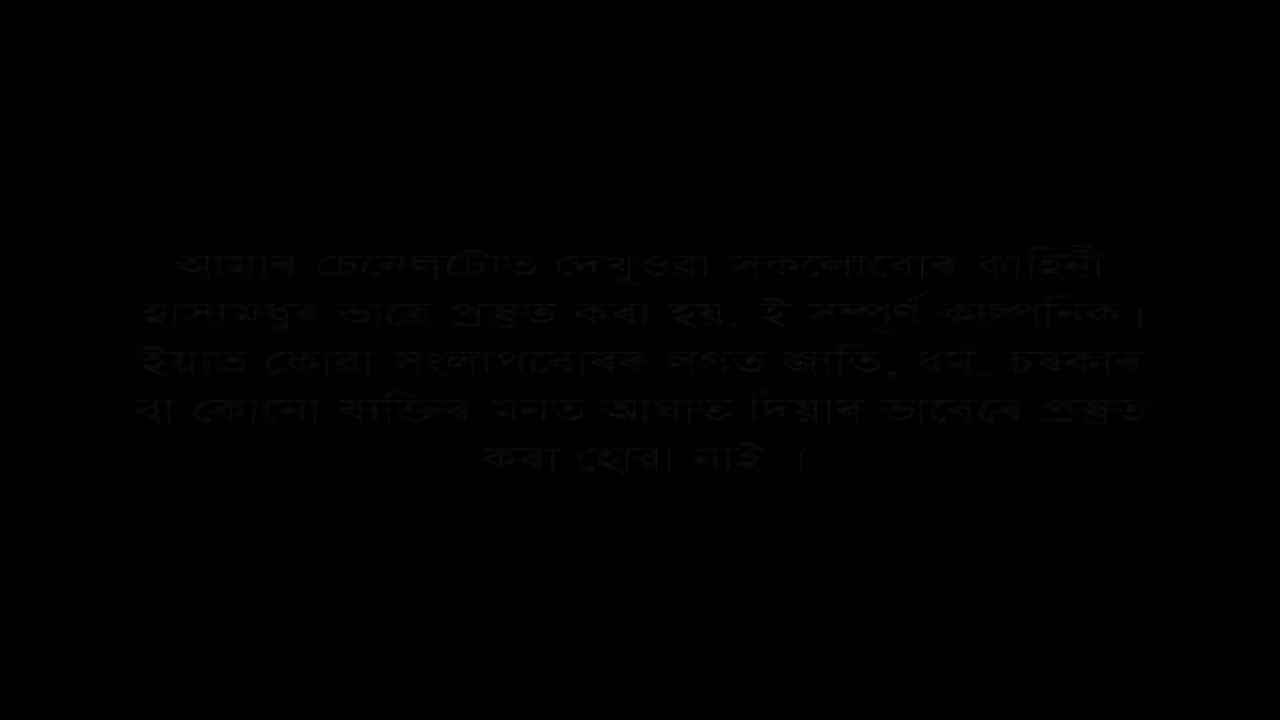 আমাৰ চেনেলটোত দেখুওৱা সকলোবোৰ কাহিনী
হাস্যমধুৰ ভাৱে প্ৰস্তুত কৰা হয়, ই সম্পূৰ্ণ কাল্পনিক।
ইয়াত কোৱা সংলাপবোৰৰ লগত জাতি, ধৰ্ম, চৰকাৰ
বা কোনো ব্যক্তিৰ মনত আঘাত দিয়াৰ ভাবেৰে প্ৰস্তুত
কৰা হোৱা নাই ।